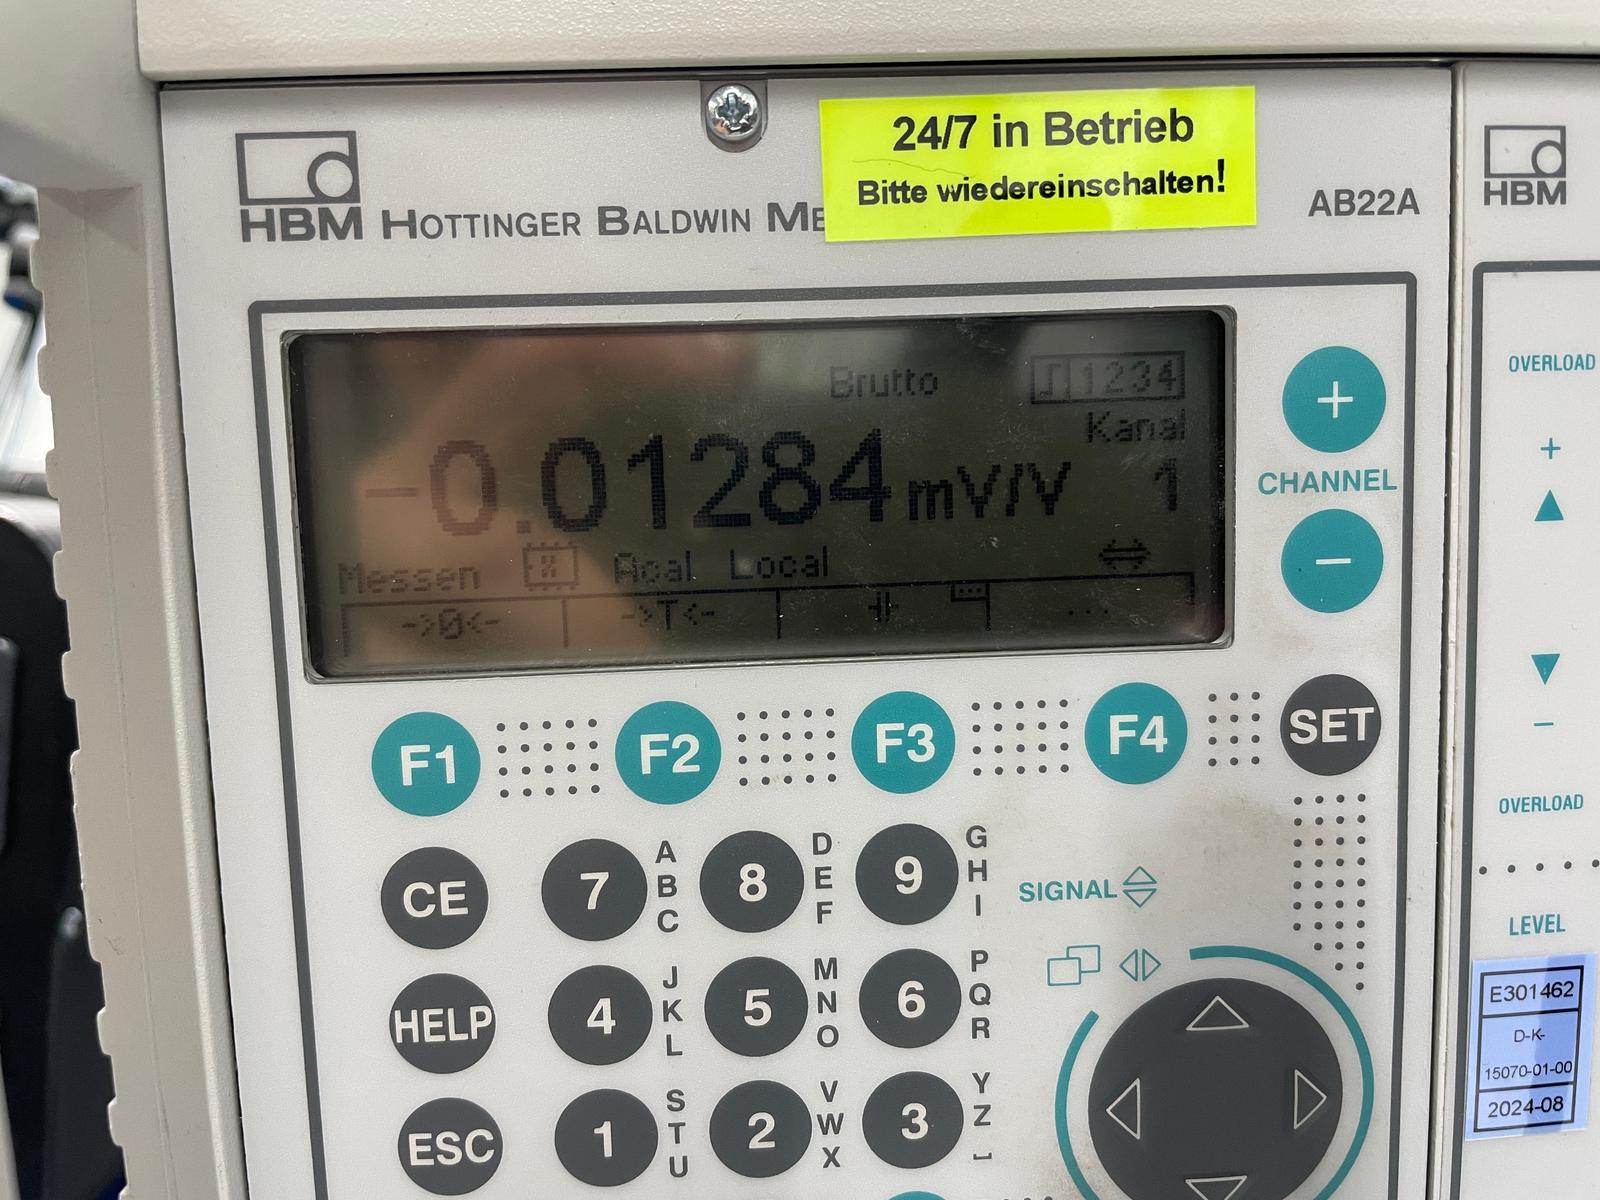 24/7 in Betrieb
Bitte wiedereinschalten!
HBM HOTTINGER BALDWIN
AB22A
HBM
Brutto
1234
Kanal
-0.01284 mV/V 1
Messen Acal Local
->0<- ->T<- ...
+
CHANNEL
-
F1 F2 F3 F4 SET
CE 7 ABC 8 DEF 9 GHI
SIGNAL
HELP 4 JKL 5 MNO 6 PQR
ESC 1 STU 2 VWX 3 YZ␣
OVERLOAD
+
-
OVERLOAD
LEVEL
E301462
D-K-
15070-01-00
2024-08